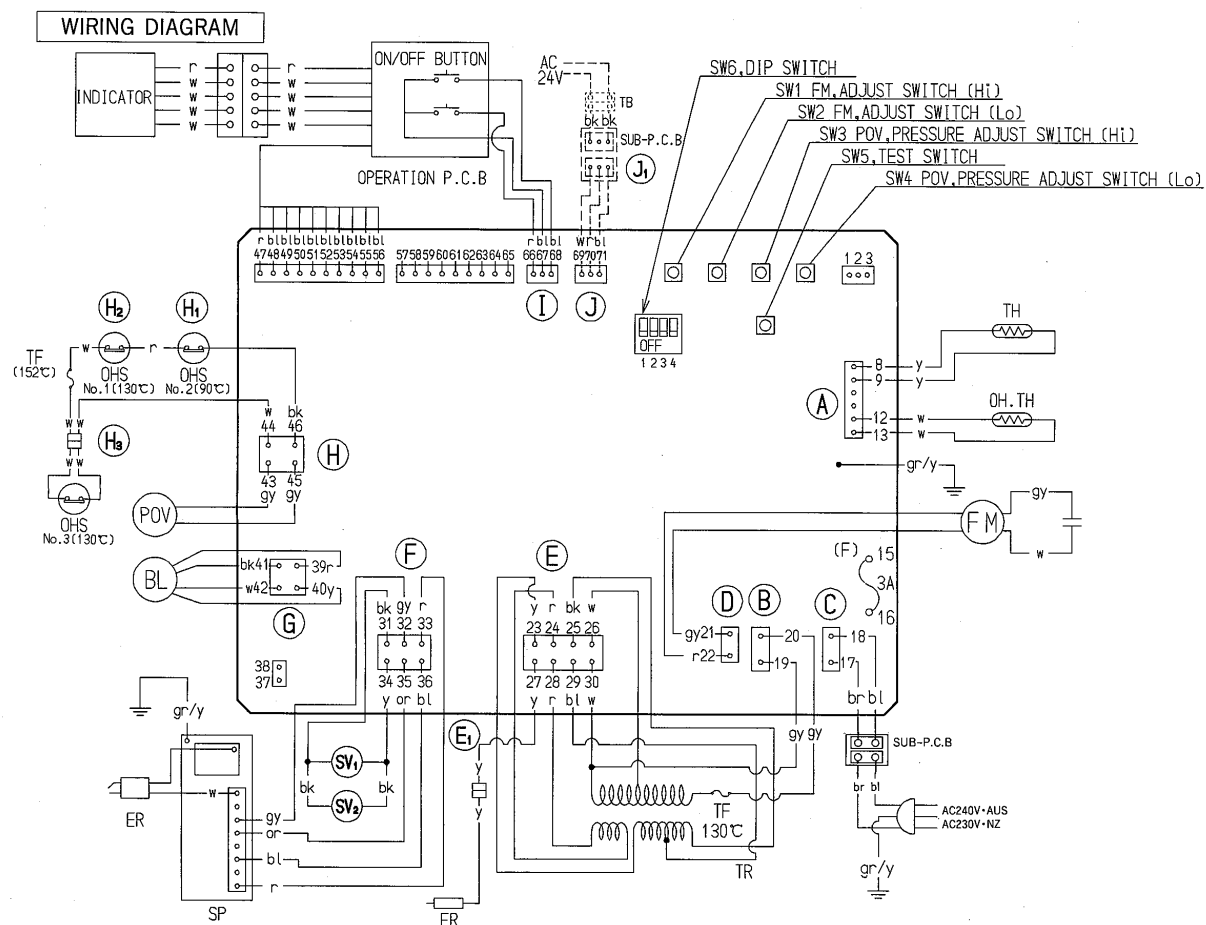 WIRING DIAGRAM
INDICATOR
r r
w w
w w
w w
w w
ON/OFF BUTTON
OPERATION P.C.B
AC
24V
TB
bk bk
SUB-P.C.B
J1
SW6,DIP SWITCH
SW1 FM,ADJUST SWITCH (Hi)
SW2 FM,ADJUST SWITCH (Lo)
SW3 POV,PRESSURE ADJUST SWITCH (Hi)
SW5,TEST SWITCH
SW4 POV,PRESSURE ADJUST SWITCH (Lo)
r bl bl bl bl bl bl bl bl bl
47 48 49 50 51 52 53 54 55 56
57 58 59 60 61 62 63 64 65
r bl bl
66 67 68
w r bl
69 70 71
1 2 3
I
J
OFF
1 2 3 4
H2
H1
w r
TF
(152℃)
OHS
No.1(130℃)
OHS
No.2(90℃)
w bk
44 46
H
43 45
gy gy
w w
H3
w w
OHS
No.3(130℃)
POV
BL
bk41 39r
w42 40y
G
38
37
TH
8 y
9 y
A
OH.TH
12 w
13 w
gr/y
FM
gy
w
(F)
15
3A
16
F
bk gy r
31 32 33
34 35 36
y or bl
E
y r bk w
23 24 25 26
27 28 29 30
y r bl w
E1
y
y
ER
D
gy21
r22
B
20
19
gy gy
C
18
17
br bl
SUB-P.C.B
br bl
AC240V・AUS
AC230V・NZ
gr/y
gr/y
SV1
bk bk
SV2
ER
w
gy
or
bl
r
SP
TF
130℃
TR